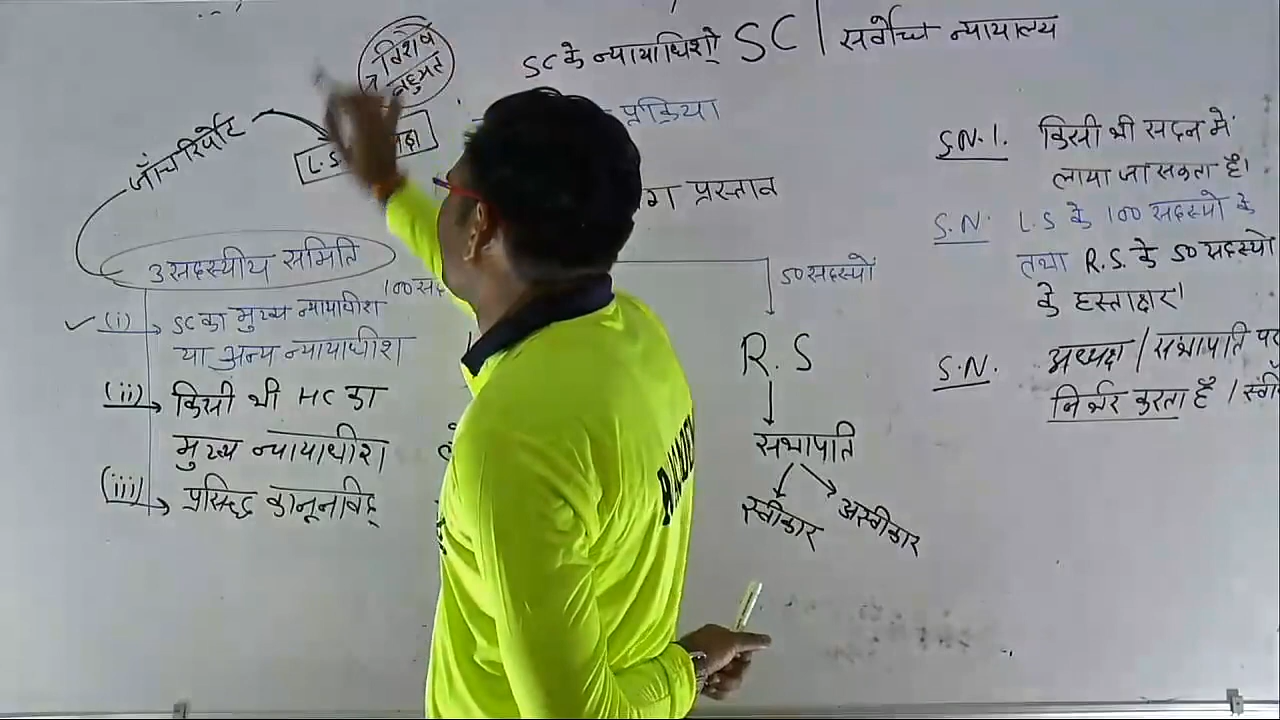 SC के न्यायाधिशो SC | सर्वोच्च न्यायालय
विशेष
बहुमत
प्रक्रिया
जाँच रिपोर्ट
L.S
प्रस्ताव
3 सदस्यीय समिति
100 सद
50 सदस्यों
(i) SC का मुख्य न्यायाधीश
या अन्य न्यायाधीश
(ii) किसी भी HC का
मुख्य न्यायाधीश
(iii) प्रसिद्ध कानूनविद्
R.S
सभापति
स्वीकार
अस्वीकार
S.N.1. किसी भी सदन में
लाया जा सकता है।
S.N. L.S के 100 सदस्यो के
तथा R.S. के 50 सदस्यो
के हस्ताक्षर।
S.N. अध्यक्ष / सभापति पर
निर्भर करता है / स्वी